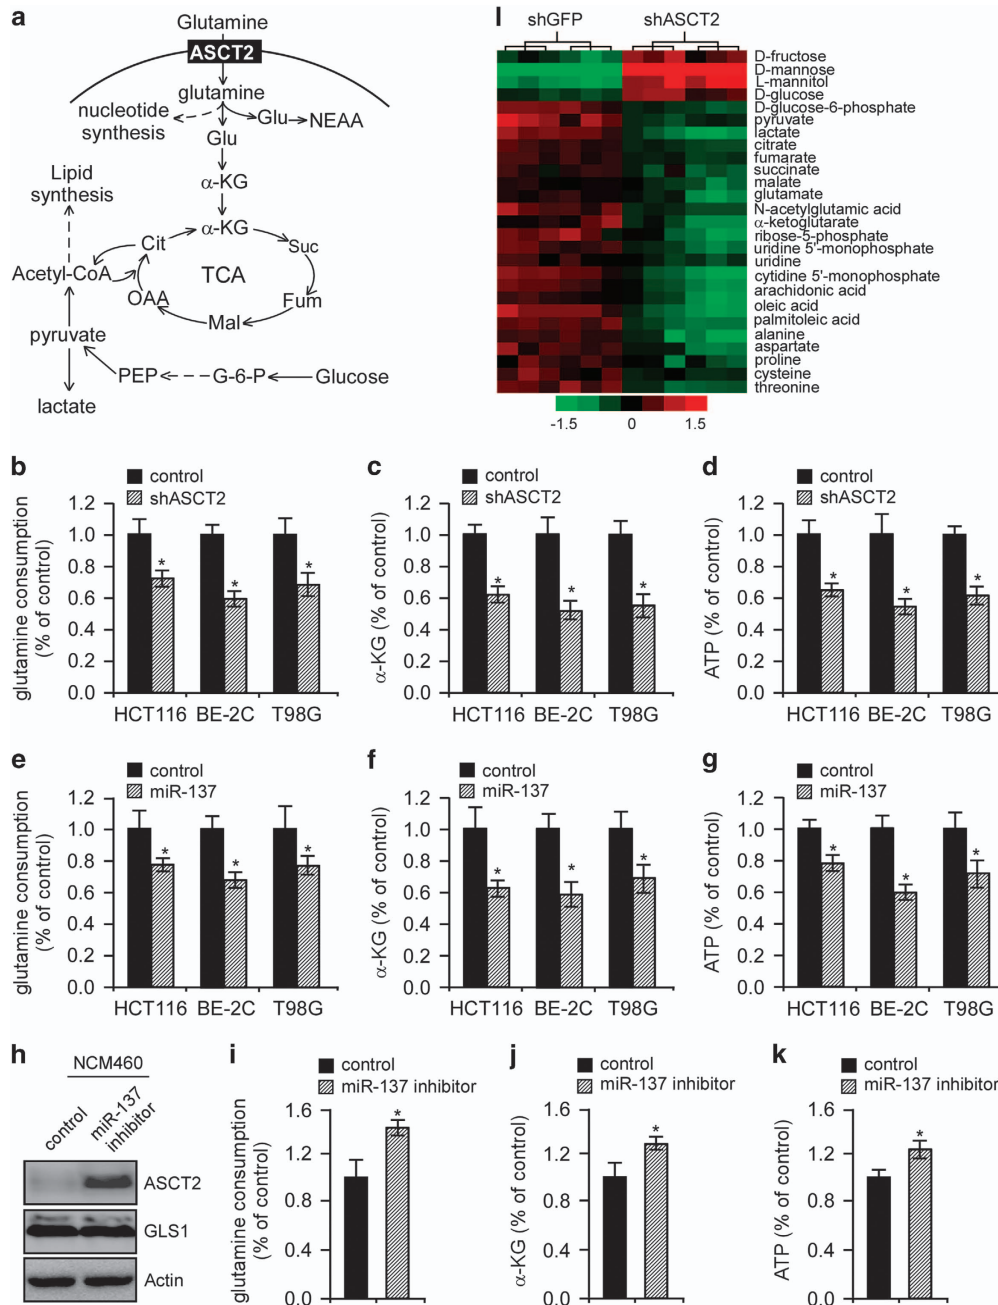 a
Glutamine
ASCT2
glutamine
nucleotide
synthesis
Glu
NEAA
Glu
Lipid
synthesis
α-KG
α-KG
Cit
Suc
Acetyl-CoA
TCA
OAA
Fum
Mal
pyruvate
PEP
G-6-P
Glucose
lactate
l
shGFP
shASCT2
D-fructose
D-mannose
L-mannitol
D-glucose
D-glucose-6-phosphate
pyruvate
lactate
citrate
fumarate
succinate
malate
glutamate
N-acetylglutamic acid
α-ketoglutarate
ribose-5-phosphate
uridine 5'-monophosphate
uridine
cytidine 5'-monophosphate
arachidonic acid
oleic acid
palmitoleic acid
alanine
aspartate
proline
cysteine
threonine
-1.5
0
1.5
b
control
shASCT2
glutamine consumption
(% of control)
1.2
1.0
0.8
0.6
0.4
0.2
0.0
*
*
*
HCT116
BE-2C
T98G
c
control
shASCT2
α-KG (% of control)
1.2
1.0
0.8
0.6
0.4
0.2
0.0
*
*
*
HCT116
BE-2C
T98G
d
control
shASCT2
ATP (% of control)
1.2
1.0
0.8
0.6
0.4
0.2
0.0
*
*
*
HCT116
BE-2C
T98G
e
control
miR-137
glutamine consumption
(% of control)
1.2
1.0
0.8
0.6
0.4
0.2
0.0
*
*
*
HCT116
BE-2C
T98G
f
control
miR-137
α-KG (% of control)
1.2
1.0
0.8
0.6
0.4
0.2
0.0
*
*
*
HCT116
BE-2C
T98G
g
control
miR-137
ATP (% of control)
1.2
1.0
0.8
0.6
0.4
0.2
0.0
*
*
*
HCT116
BE-2C
T98G
h
NCM460
control
miR-137
inhibitor
ASCT2
GLS1
Actin
i
control
miR-137 inhibitor
glutamine consumption
(% of control)
1.6
1.2
0.4
0.0
*
j
control
miR-137 inhibitor
α-KG (% of control)
1.6
1.2
0.4
0.0
*
k
control
miR-137 inhibitor
ATP (% of control)
1.6
1.2
0.4
0.0
*